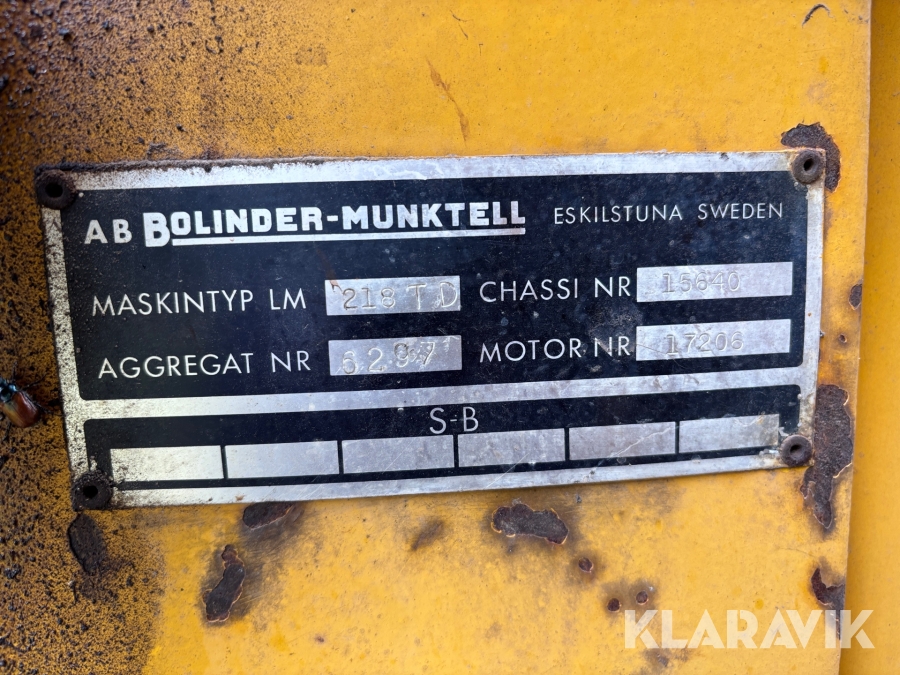 AB BOLINDER-MUNKTELL ESKILSTUNA SWEDEN
MASKINTYP LM 218 TD CHASSI NR 15640
AGGREGAT NR 6297 MOTOR NR 17206
S-B
KLARAVIK